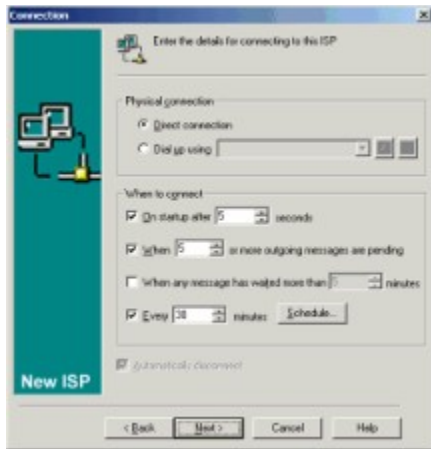 Connection
Enter the details for connecting to this ISP
Physical connection
Direct connection
Dial up using
When to connect
On startup after 5 seconds
When 5 or more outgoing messages are pending
When any message has waited more than 5 minutes
Every 30 minutes Schedule...
Automatically disconnect
New ISP
< Back Next > Cancel Help